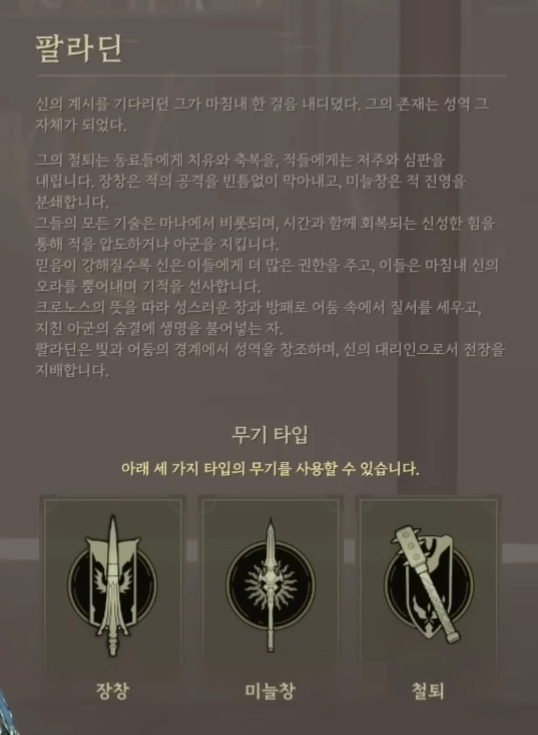 팔라딘
신의 계시를 기다리던 그가 마침내 한 걸음 내디뎠다. 그의 존재는 성역 그
자체가 되었다.
그의 철퇴는 동료들에게 치유와 축복을, 적들에게는 저주와 심판을
내립니다. 장창은 적의 공격을 빈틈없이 막아내고, 미늘창은 적 진영을
분쇄합니다.
그들의 모든 기술은 마나에서 비롯되며, 시간과 함께 회복되는 신성한 힘을
통해 적을 압도하거나 아군을 지킵니다.
믿음이 강해질수록 신은 이들에게 더 많은 권한을 주고, 이들은 마침내 신의
오라를 뿜어내며 기적을 선사합니다.
크로노스의 뜻을 따라 성스러운 창과 방패로 어둠 속에서 질서를 세우고,
지친 아군의 숨결에 생명을 불어넣는 자.
팔라딘은 빛과 어둠의 경계에서 성역을 창조하며, 신의 대리인으로서 전장을
지배합니다.
무기 타입
아래 세 가지 타입의 무기를 사용할 수 있습니다.
장창
미늘창
철퇴